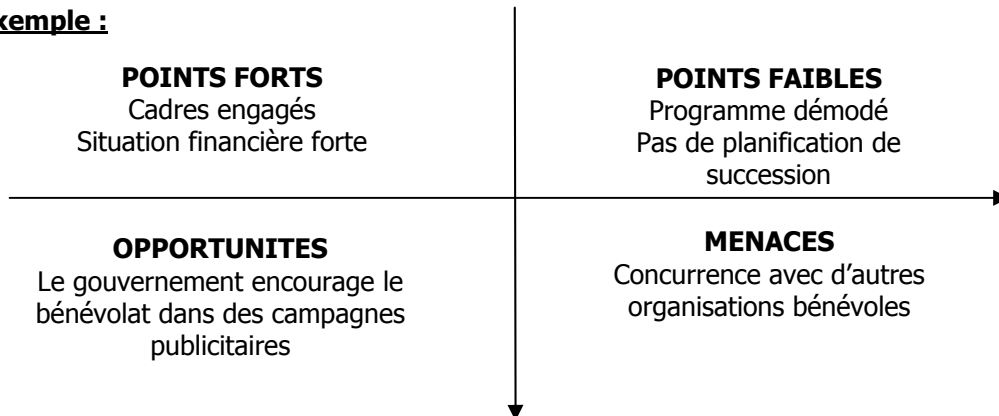 xemple :
POINTS FORTS
Cadres engagés
Situation financière forte
POINTS FAIBLES
Programme démodé
Pas de planification de
succession
OPPORTUNITES
Le gouvernement encourage le
bénévolat dans des campagnes
publicitaires
MENACES
Concurrence avec d’autres
organisations bénévoles